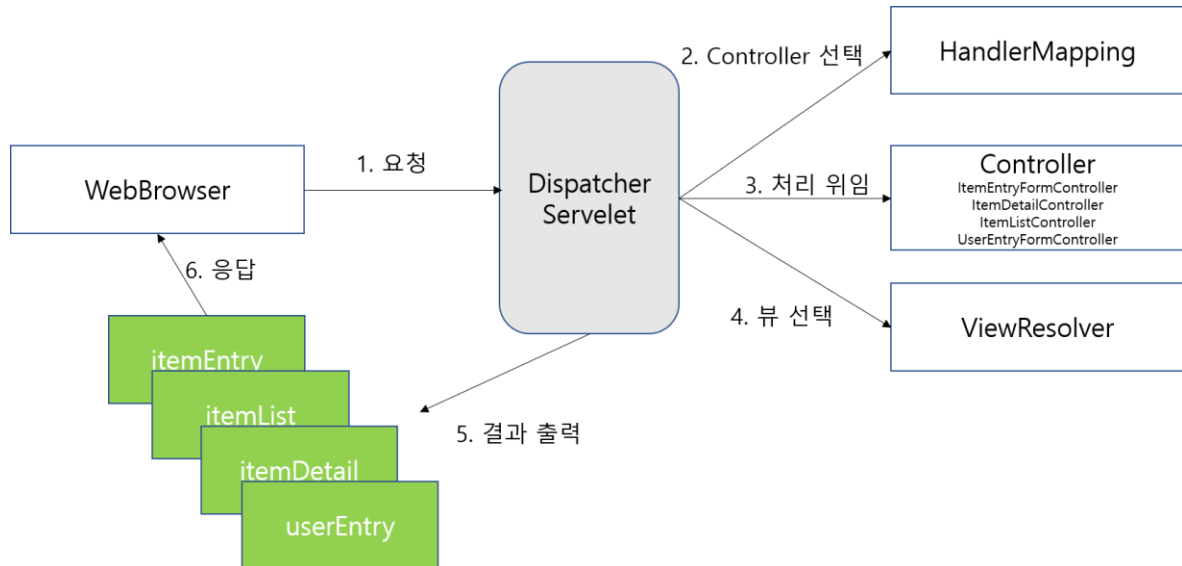 2. Controller 선택
HandlerMapping
1. 요청
WebBrowser
Dispatcher
Servelet
3. 처리 위임
Controller
ItemEntryFormController
ItemDetailController
ItemListController
UserEntryFormController
6. 응답
4. 뷰 선택
ViewResolver
itemEntry
itemList
5. 결과 출력
itemDetail
userEntry